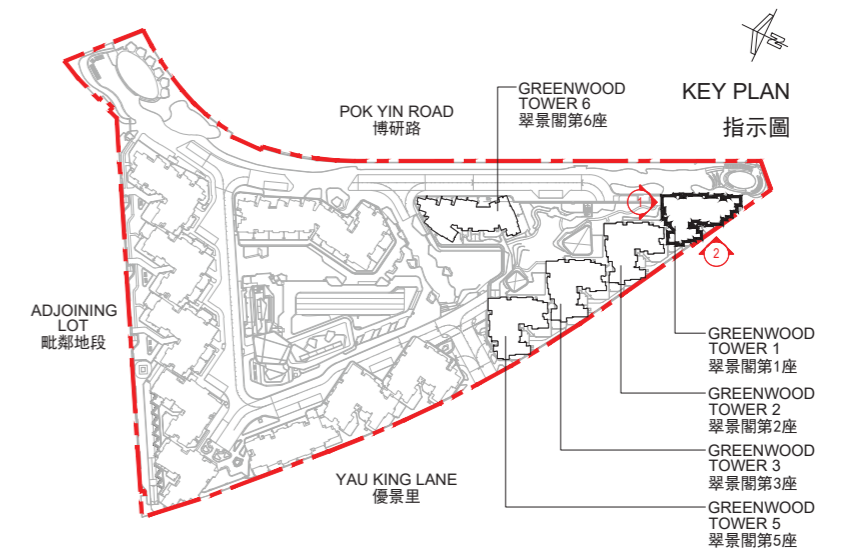 N
KEY PLAN
指示圖
GREENWOOD
TOWER 6
翠景閣第6座
POK YIN ROAD
博研路
1
2
ADJOINING
LOT
毗鄰地段
GREENWOOD
TOWER 1
翠景閣第1座
GREENWOOD
TOWER 2
翠景閣第2座
GREENWOOD
TOWER 3
翠景閣第3座
YAU KING LANE
優景里
GREENWOOD
TOWER 5
翠景閣第5座